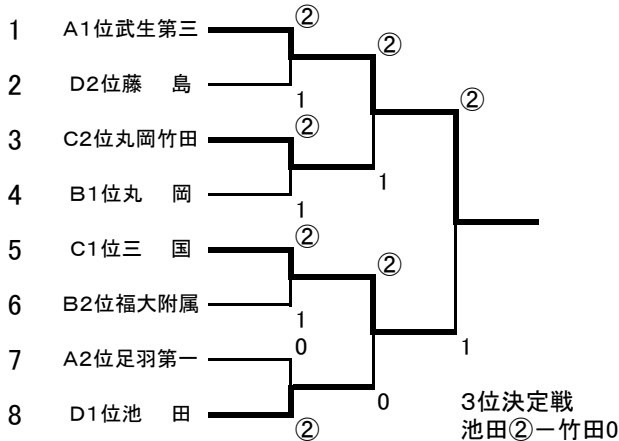 ②
1 A1位武生第三
②
2 D2位藤　島
1
②
②
3 C2位丸岡竹田
1
4 B1位丸　岡
1
②
5 C1位三　国
②
6 B2位福大附属
1
0
1
7 A2位足羽第一
0
8 D1位池　田
②
3位決定戦
池田②－竹田0